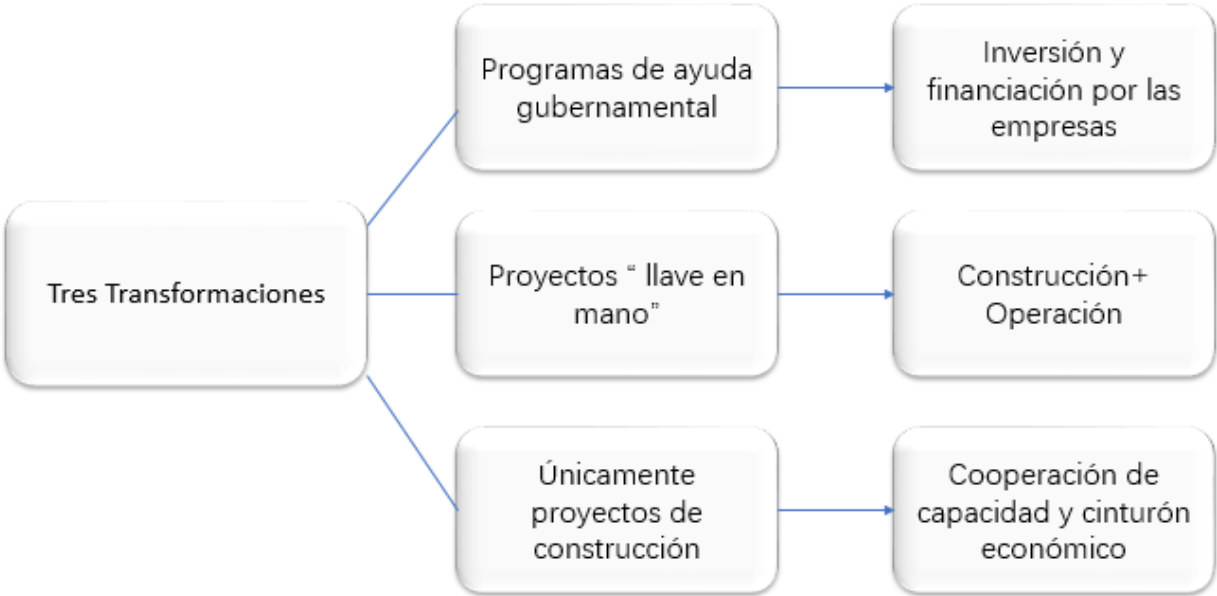 Programas de ayuda
gubernamental
Inversión y
financiación por las
empresas
Tres Transformaciones
Proyectos “ llave en
mano”
Construcción+
Operación
Únicamente
proyectos de
construcción
Cooperación de
capacidad y cinturón
económico